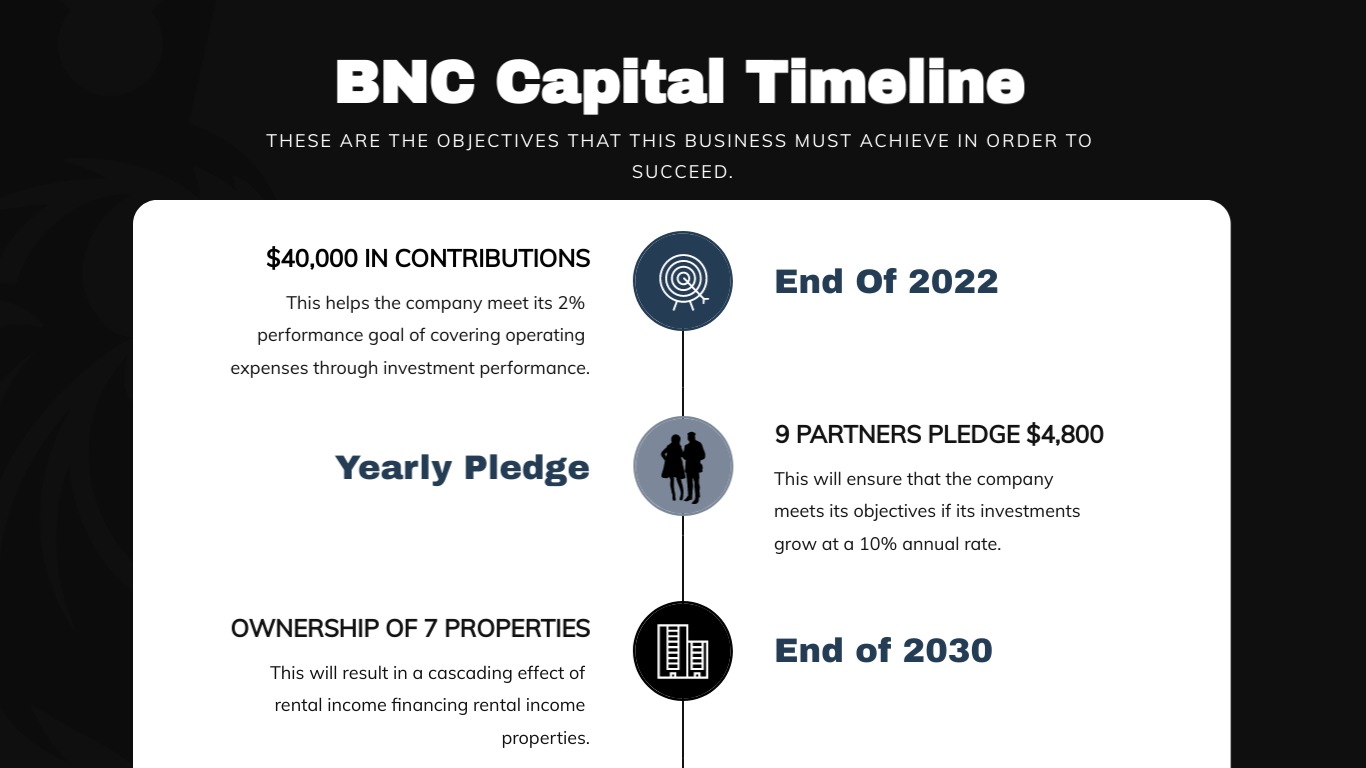 BNC Capital Timeline
THESE ARE THE OBJECTIVES THAT THIS BUSINESS MUST ACHIEVE IN ORDER TO
SUCCEED.
$40,000 IN CONTRIBUTIONS
This helps the company meet its 2%
performance goal of covering operating
expenses through investment performance.
End Of 2022
Yearly Pledge
9 PARTNERS PLEDGE $4,800
This will ensure that the company
meets its objectives if its investments
grow at a 10% annual rate.
OWNERSHIP OF 7 PROPERTIES
This will result in a cascading effect of
rental income financing rental income
properties.
End of 2030